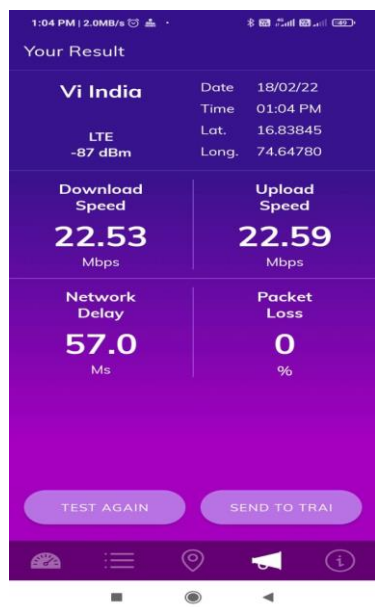 1:04 PM | 2.0MB/s
49
Your Result
Vi India
LTE
-87 dBm
Date 18/02/22
Time 01:04 PM
Lat. 16.83845
Long. 74.64780
Download
Speed
22.53
Mbps
Upload
Speed
22.59
Mbps
Network
Delay
57.0
Ms
Packet
Loss
0
%
TEST AGAIN
SEND TO TRAI